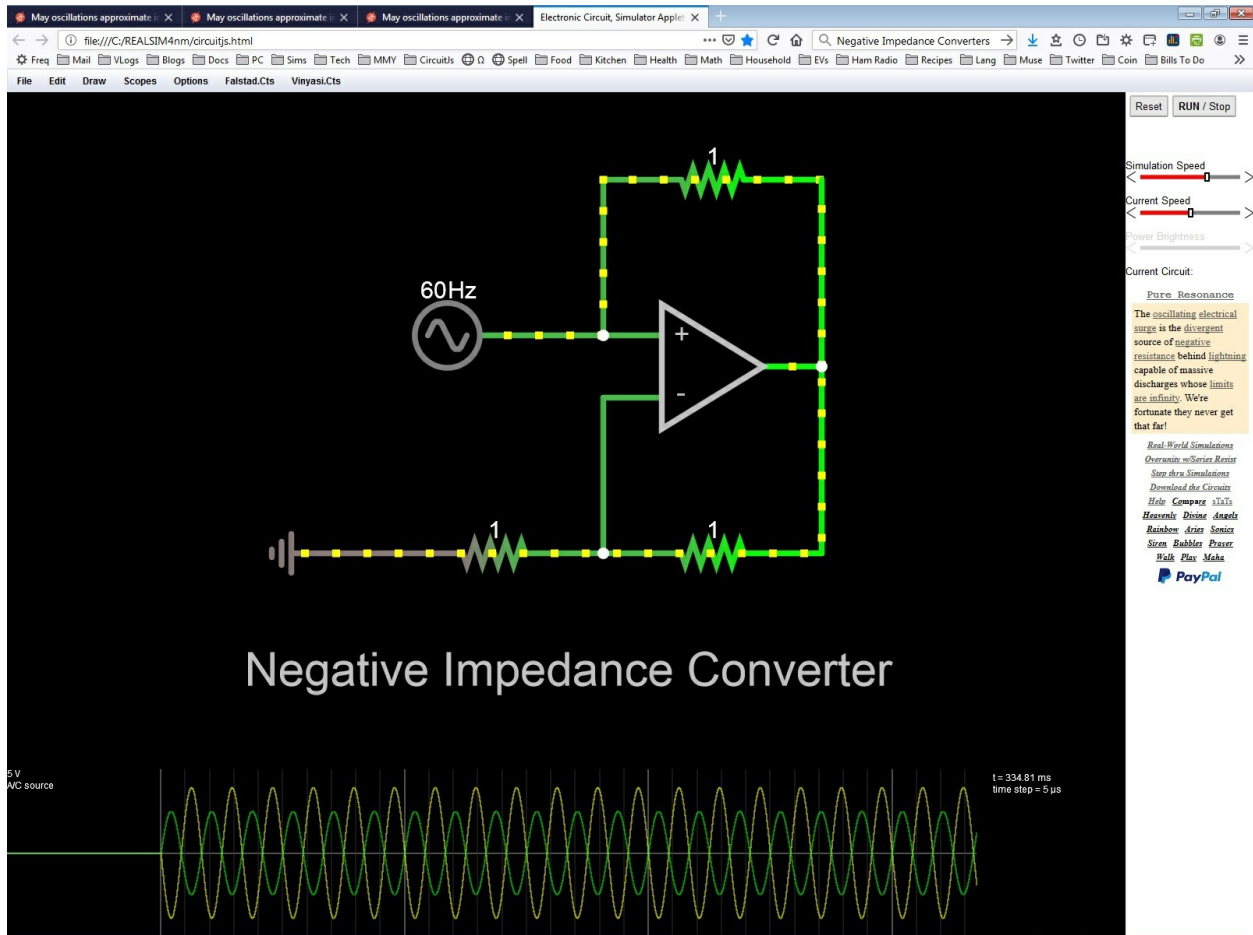 May oscillations approximate i
May oscillations approximate i
May oscillations approximate i
Electronic Circuit, Simulator Applet
file:///C:/REALSIM4nm/circuitjs.html
Negative Impedance Converters
Freq Mail VLogs Blogs Docs PC Sims Tech MMY CircuitJs Ω Spell Food Kitchen Health Math Household EVs Ham Radio Recipes Lang Muse Twitter Coin Bills To Do
File Edit Draw Scopes Options Falstad.Cts Vinyasi.Cts
Reset RUN / Stop
Simulation Speed
Current Speed
Power Brightness
Current Circuit:
Pure Resonance
The oscillating electrical
surge is the divergent
source of negative
resistance behind lightning
capable of massive
discharges whose limits
are infinity. We're
fortunate they never get
that far!
Real-World Simulations
Overunity w/Series Resist
Step thru Simulations
Download the Circuits
Help Compare sTaTs
Heavenly Divine Angels
Rainbow Aries Sonics
Siren Bubbles Prayer
Walk Play Maha
PayPal
1
60Hz
+
-
1
1
Negative Impedance Converter
5 V
A/C source
t = 334.81 ms
time step = 5 µs